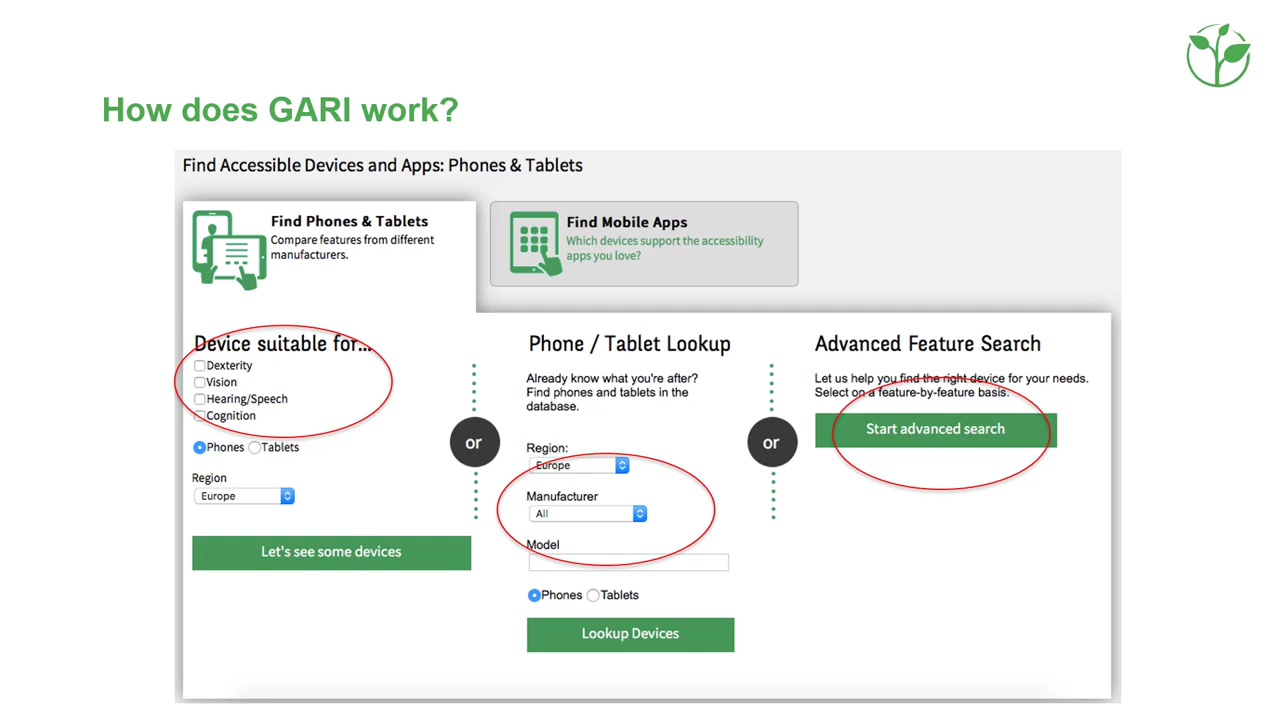 How does GARI work?
Find Accessible Devices and Apps: Phones & Tablets
Find Phones & Tablets
Compare features from different
manufacturers.
Find Mobile Apps
Which devices support the accessibility
apps you love?
Device suitable for...
Dexterity
Vision
Hearing/Speech
Cognition
Phones Tablets
Region
Europe
Let's see some devices
or
Phone / Tablet Lookup
Already know what you're after?
Find phones and tablets in the
database.
Region:
Europe
Manufacturer
All
Model
Phones Tablets
Lookup Devices
or
Advanced Feature Search
Let us help you find the right device for your needs.
Select on a feature-by-feature basis.
Start advanced search